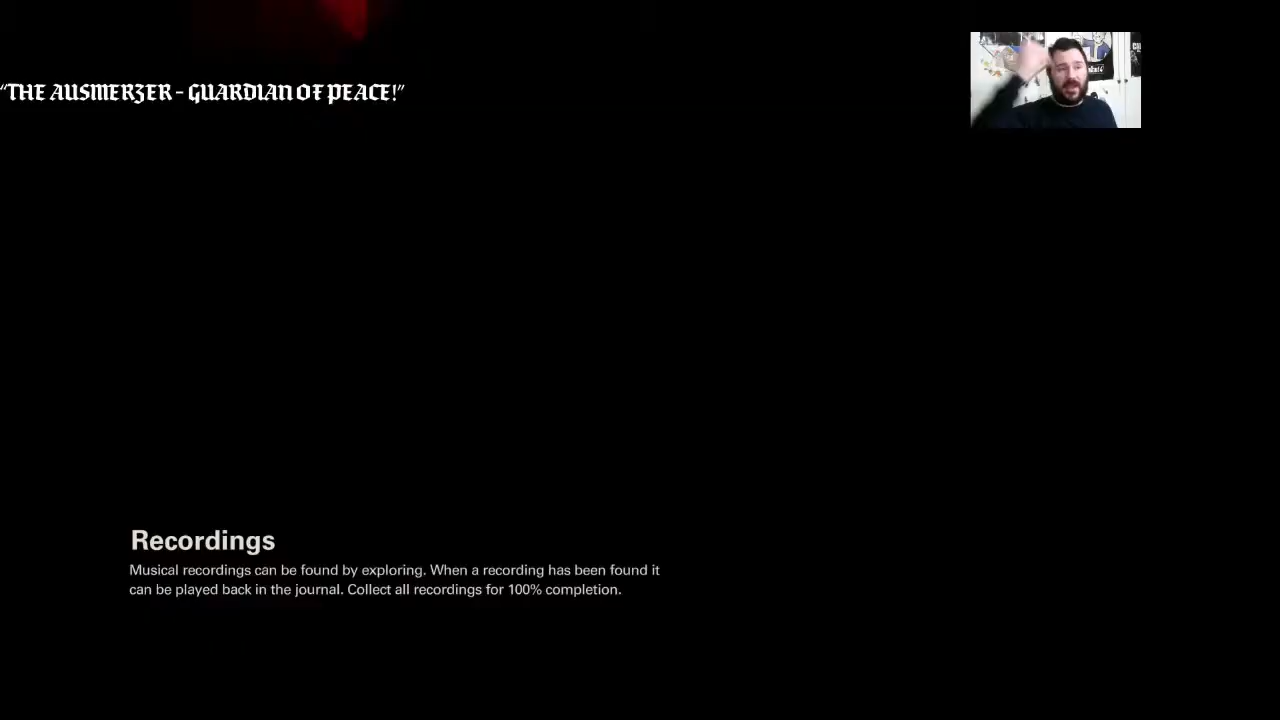 “THE AUSMERZER – GUARDIAN OF PEACE!”
Recordings
Musical recordings can be found by exploring. When a recording has been found it
can be played back in the journal. Collect all recordings for 100% completion.